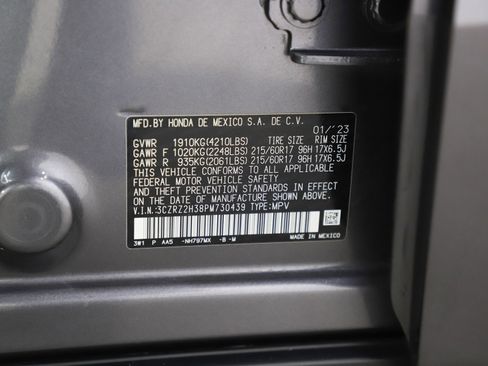 MFD.BY HONDA DE MEXICO S.A. DE C.V.
01/'23
GVWR 1910KG(4210LBS) TIRE SIZE RIM SIZE
GAWR F 1020KG(2248LBS) 215/60R17 96H 17X6.5J
GAWR R 935KG(2061LBS) 215/60R17 96H 17X6.5J
THIS VEHICLE CONFORMS TO ALL APPLICABLE
FEDERAL MOTOR VEHICLE SAFETY AND
THEFT PREVENTION STANDARDS IN EFFECT
ON THE DATE OF MANUFACTURE SHOWN ABOVE.
V.I.N.:3CZRZ2H38PM730439 TYPE:MPV
3W1 P AA5 -NH797MX -B -M MADE IN MEXICO